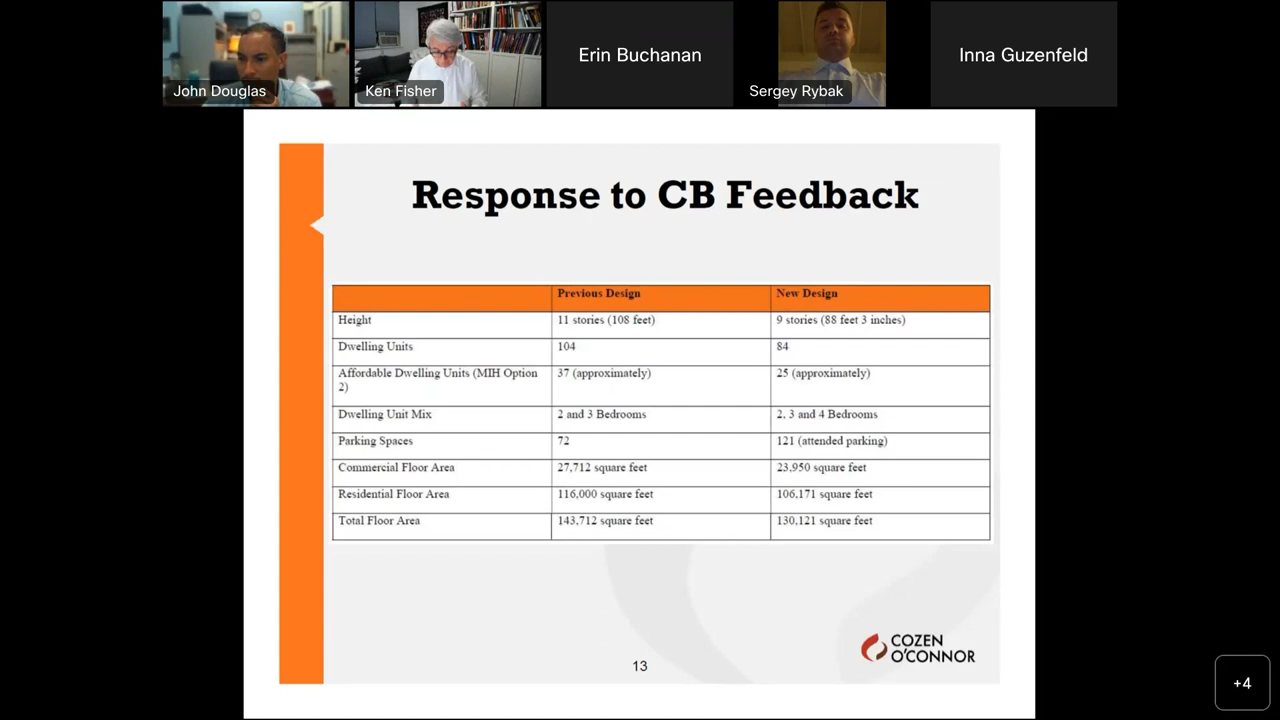 John Douglas
Ken Fisher
Erin Buchanan
Sergey Rybak
Inna Guzenfeld
Response to CB Feedback
Previous Design New Design
Height 11 stories (108 feet) 9 stories (88 feet 3 inches)
Dwelling Units 104 84
Affordable Dwelling Units (MIH Option 37 (approximately) 25 (approximately)
2)
Dwelling Unit Mix 2 and 3 Bedrooms 2, 3 and 4 Bedrooms
Parking Spaces 72 121 (attended parking)
Commercial Floor Area 27,712 square feet 23,950 square feet
Residential Floor Area 116,000 square feet 106,171 square feet
Total Floor Area 143,712 square feet 130,121 square feet
COZEN
O'CONNOR
13
+4